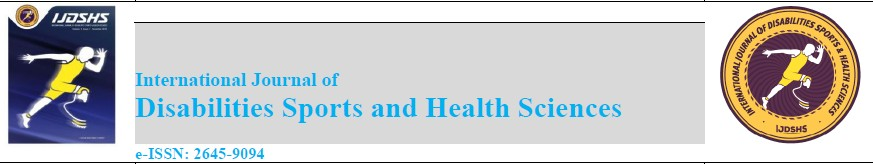 IJDSHS
International Journal of
Disabilities Sports and Health Sciences
e-ISSN: 2645-9094
INTERNATIONAL JOURNAL OF DISABILITIES SPORTS & HEALTH SCIENCES
IJDSHS